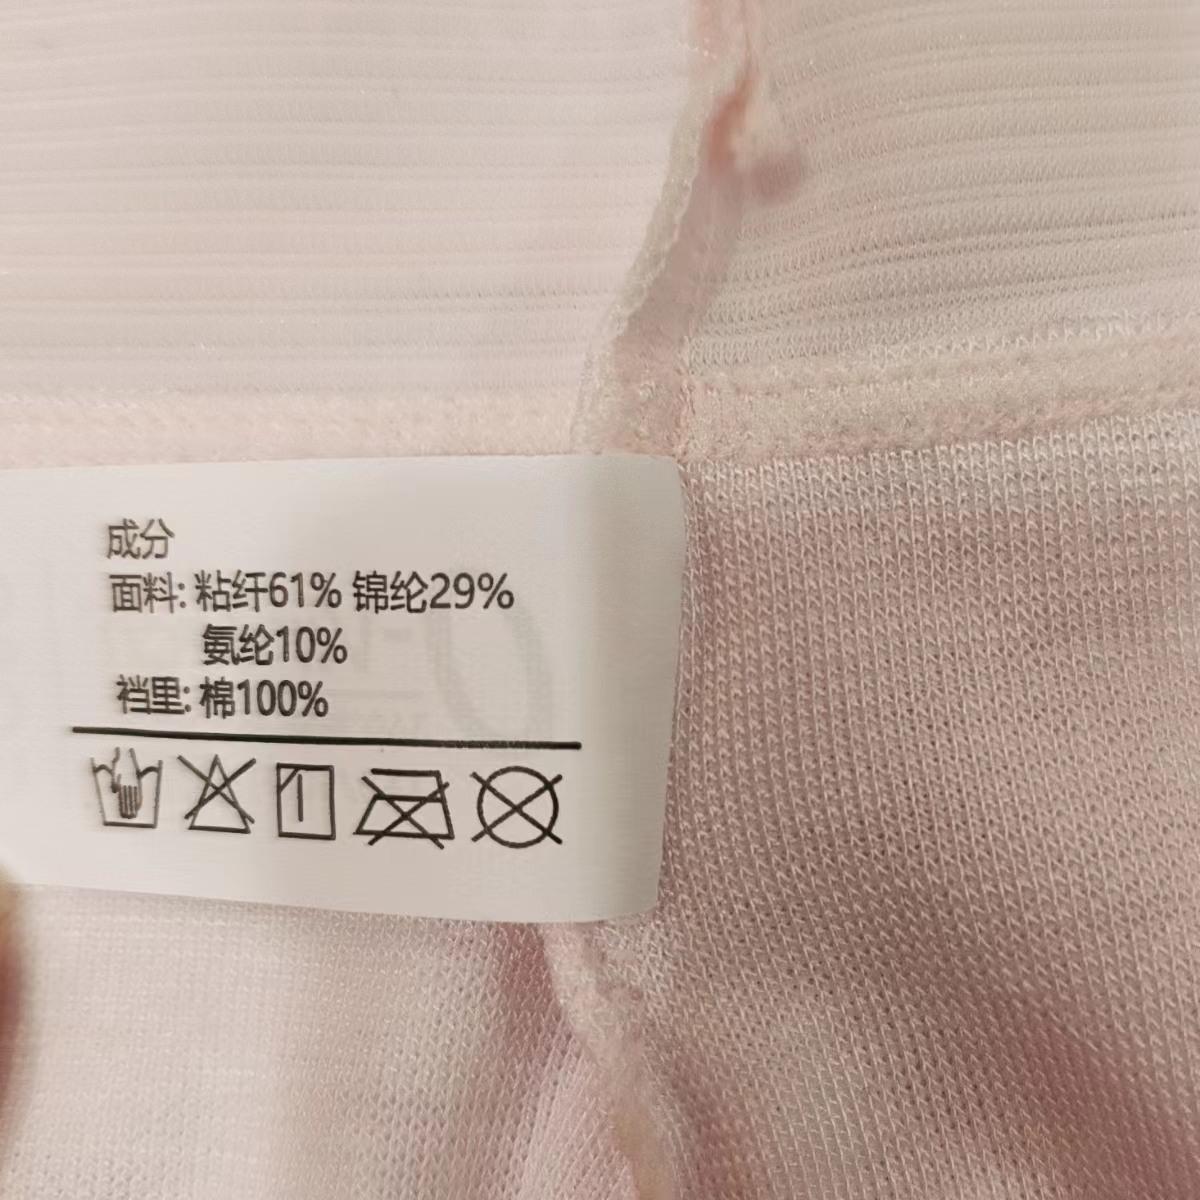 成分
面料: 粘纤61% 锦纶29%
氨纶10%
裆里: 棉100%